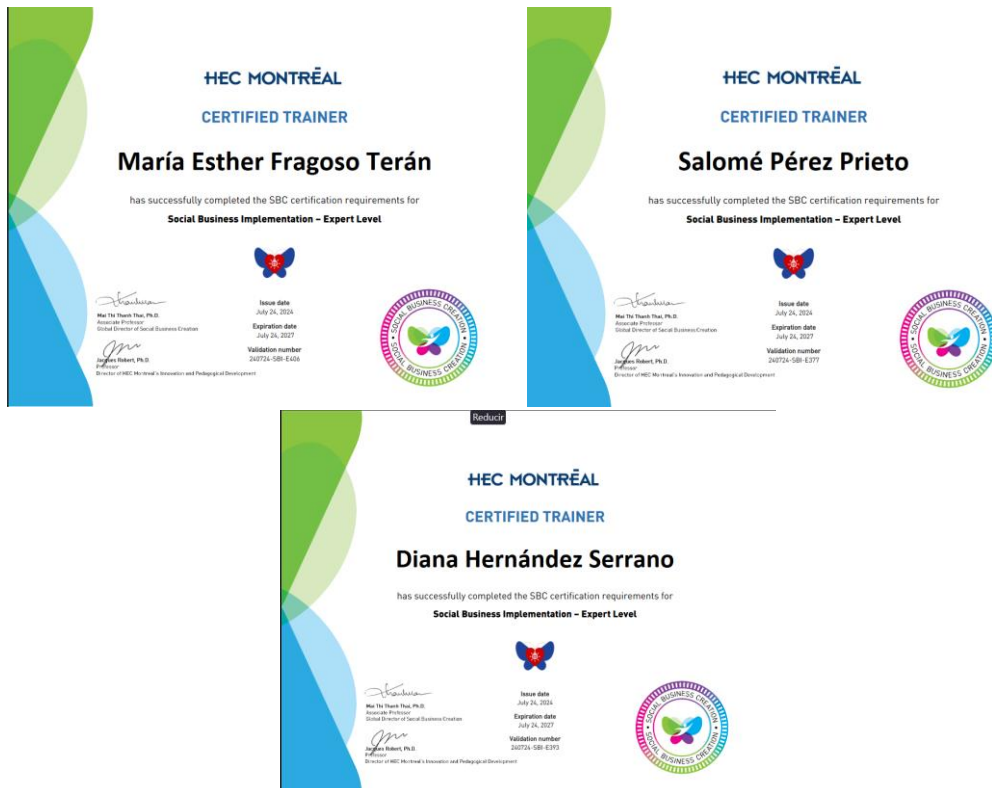 HEC MONTRĒAL
CERTIFIED TRAINER
María Esther Fragoso Terán
has successfully completed the SBC certification requirements for
Social Business Implementation – Expert Level
Mai Thi Thanh Thai, Ph.D.
Associate Professor
Global Director of Social Business Creation
Jacques Robert, Ph.D.
Professor
Director of HEC Montreal's Innovation and Pedagogical Development
Issue date
July 24, 2024
Expiration date
July 24, 2027
Validation number
240724-SBI-E406
SOCIAL BUSINESS CREATION • SOCIAL BUSINESS CREATION •
HEC MONTRĒAL
CERTIFIED TRAINER
Salomé Pérez Prieto
has successfully completed the SBC certification requirements for
Social Business Implementation – Expert Level
Mai Thi Thanh Thai, Ph.D.
Associate Professor
Global Director of Social Business Creation
Jacques Robert, Ph.D.
Professor
Director of HEC Montreal's Innovation and Pedagogical Development
Issue date
July 24, 2024
Expiration date
July 24, 2027
Validation number
240724-SBI-E377
SOCIAL BUSINESS CREATION • SOCIAL BUSINESS CREATION •
Reducir
HEC MONTRĒAL
CERTIFIED TRAINER
Diana Hernández Serrano
has successfully completed the SBC certification requirements for
Social Business Implementation – Expert Level
Mai Thi Thanh Thai, Ph.D.
Associate Professor
Global Director of Social Business Creation
Jacques Robert, Ph.D.
Professor
Director of HEC Montreal's Innovation and Pedagogical Development
Issue date
July 24, 2024
Expiration date
July 24, 2027
Validation number
240724-SBI-E393
SOCIAL BUSINESS CREATION • SOCIAL BUSINESS CREATION •